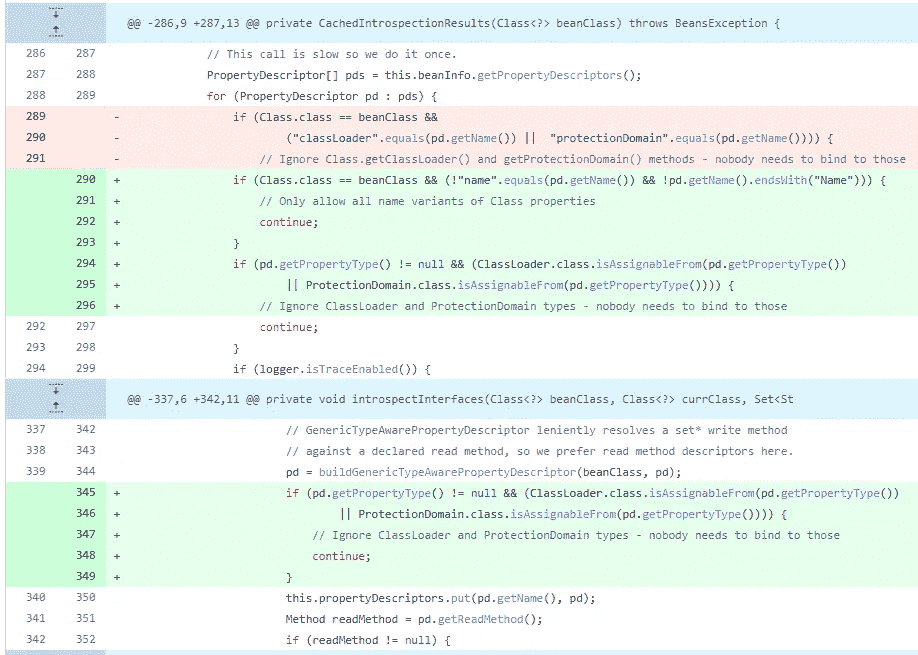 @@ -286,9 +287,13 @@ private CachedIntrospectionResults(Class<?> beanClass) throws BeansException {
286 287 // This call is slow so we do it once.
287 288 PropertyDescriptor[] pds = this.beanInfo.getPropertyDescriptors();
288 289 for (PropertyDescriptor pd : pds) {
289 - if (Class.class == beanClass &&
290 - ("classLoader".equals(pd.getName()) || "protectionDomain".equals(pd.getName()))) {
291 - // Ignore Class.getClassLoader() and getProtectionDomain() methods - nobody needs to bind to those
290 + if (Class.class == beanClass && (!"name".equals(pd.getName()) && !pd.getName().endsWith("Name"))) {
291 + // Only allow all name variants of Class properties
292 + continue;
293 + }
294 + if (pd.getPropertyType() != null && (ClassLoader.class.isAssignableFrom(pd.getPropertyType())
295 + || ProtectionDomain.class.isAssignableFrom(pd.getPropertyType()))) {
296 + // Ignore ClassLoader and ProtectionDomain types - nobody needs to bind to those
292 297 continue;
293 298 }
294 299 if (logger.isTraceEnabled()) {
@@ -337,6 +342,11 @@ private void introspectInterfaces(Class<?> beanClass, Class<?> currClass, Set<St
337 342 // GenericTypeAwarePropertyDescriptor leniently resolves a set* write method
338 343 // against a declared read method, so we prefer read method descriptors here.
339 344 pd = buildGenericTypeAwarePropertyDescriptor(beanClass, pd);
345 + if (pd.getPropertyType() != null && (ClassLoader.class.isAssignableFrom(pd.getPropertyType())
346 + || ProtectionDomain.class.isAssignableFrom(pd.getPropertyType()))) {
347 + // Ignore ClassLoader and ProtectionDomain types - nobody needs to bind to those
348 + continue;
349 + }
340 350 this.propertyDescriptors.put(pd.getName(), pd);
341 351 Method readMethod = pd.getReadMethod();
342 352 if (readMethod != null) {